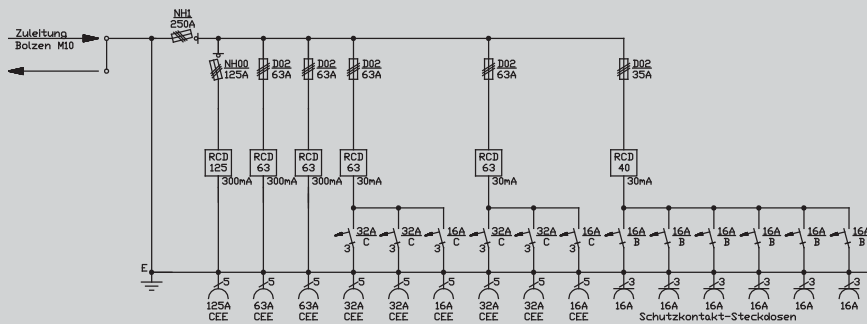 NH1
250A
Zuleitung
Bolzen M10
NH00 D02 D02 D02 D02 D02
125A 63A 63A 63A 63A 35A
RCD RCD RCD RCD RCD RCD
125 63 63 63 63 40
300mA 300mA 300mA 30mA 30mA 30mA
32A 32A 16A 32A 32A 16A 16A 16A 16A 16A 16A 16A
C C C C C C B B B B B B
3 3 3 3 3 3
E
5 5 5 5 5 5 5 5 5 3 3 3 3 3 3
125A 63A 63A 32A 32A 16A 32A 32A 16A 16A 16A 16A 16A 16A 16A
CEE CEE CEE CEE CEE CEE CEE CEE CEE Schutzkontakt-Steckdosen